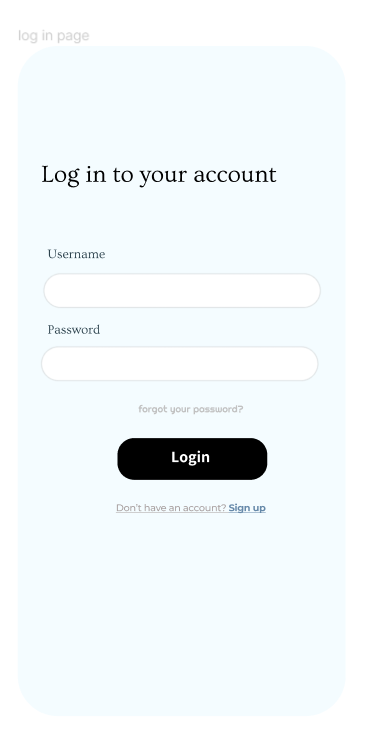 log in page
Log in to your account
Username
Password
forgot your password?
Login
Don't have an account? Sign up